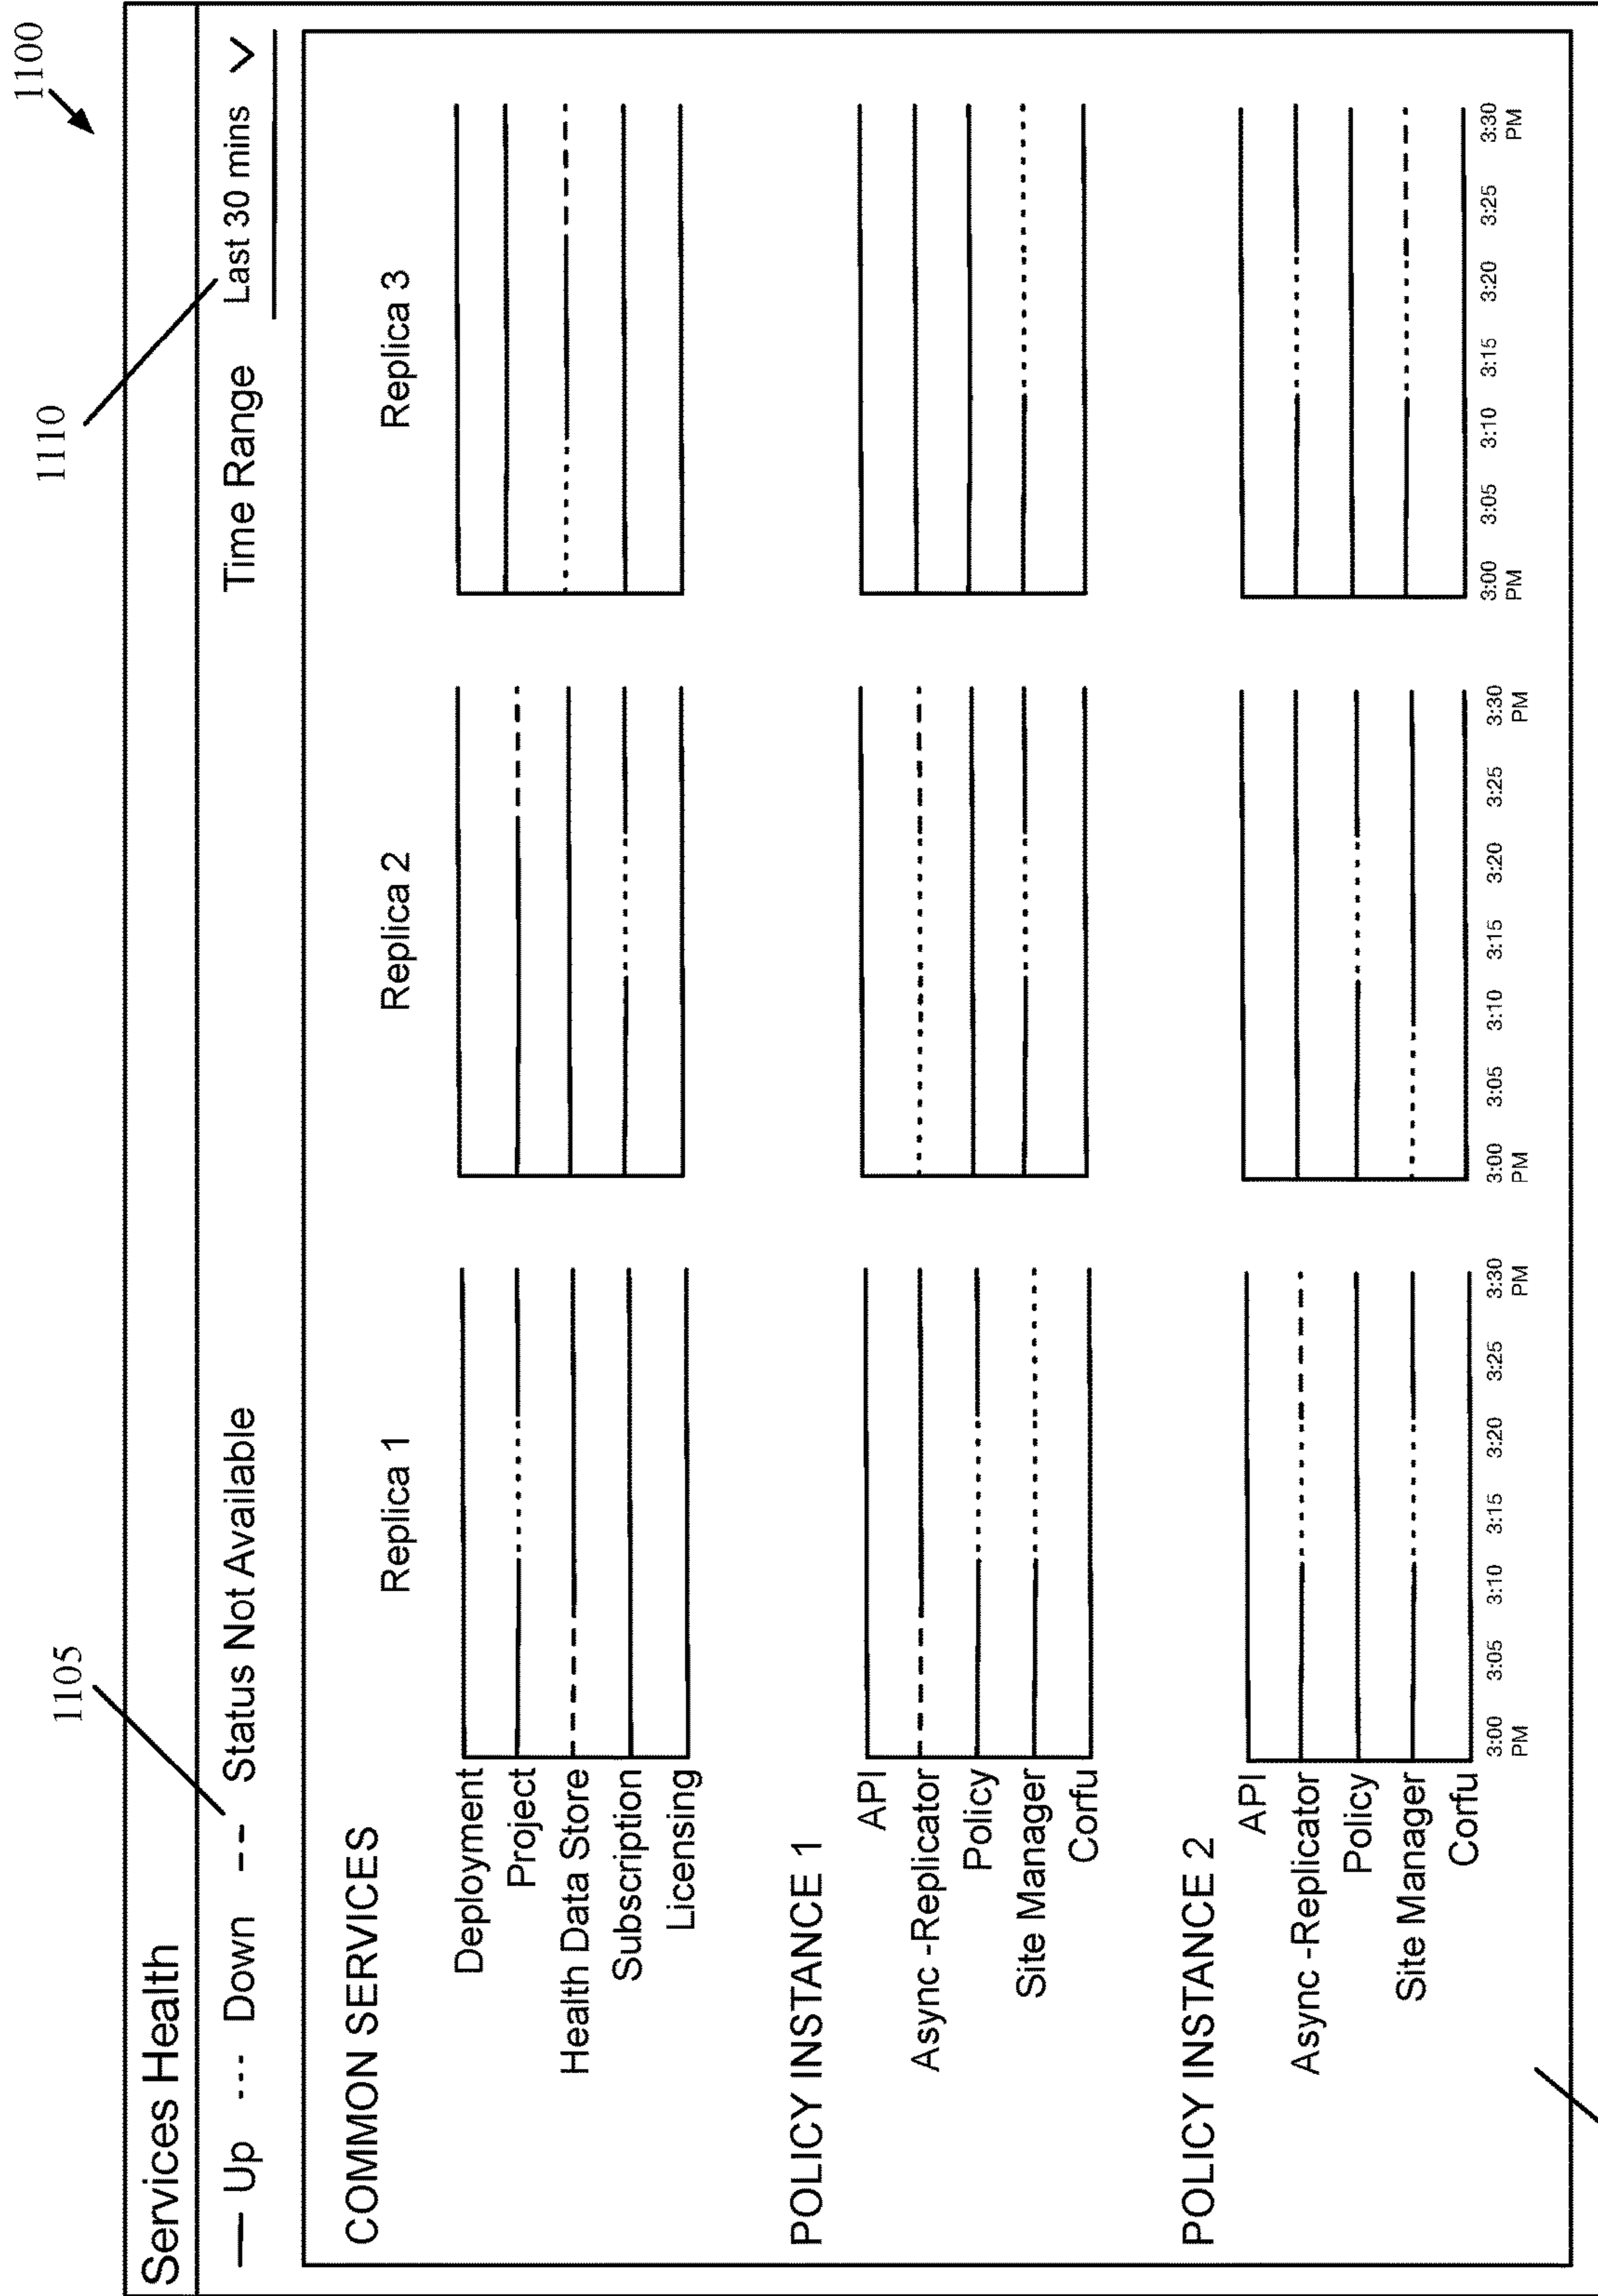 1100
1105
1110
Services Health
Up Down Status Not Available Time Range Last 30 mins
COMMON SERVICES
Replica 1 Replica 2 Replica 3
Deployment
Project
Health Data Store
Subscription
Licensing
POLICY INSTANCE 1
API
Async -Replicator
Policy
Site Manager
Corfu
POLICY INSTANCE 2
API
Async -Replicator
Policy
Site Manager
Corfu
3:00 PM 3:05 3:10 3:15 3:20 3:25 3:30 PM 3:00 PM 3:05 3:10 3:15 3:20 3:25 3:30 PM 3:00 PM 3:05 3:10 3:15 3:20 3:25 3:30 PM